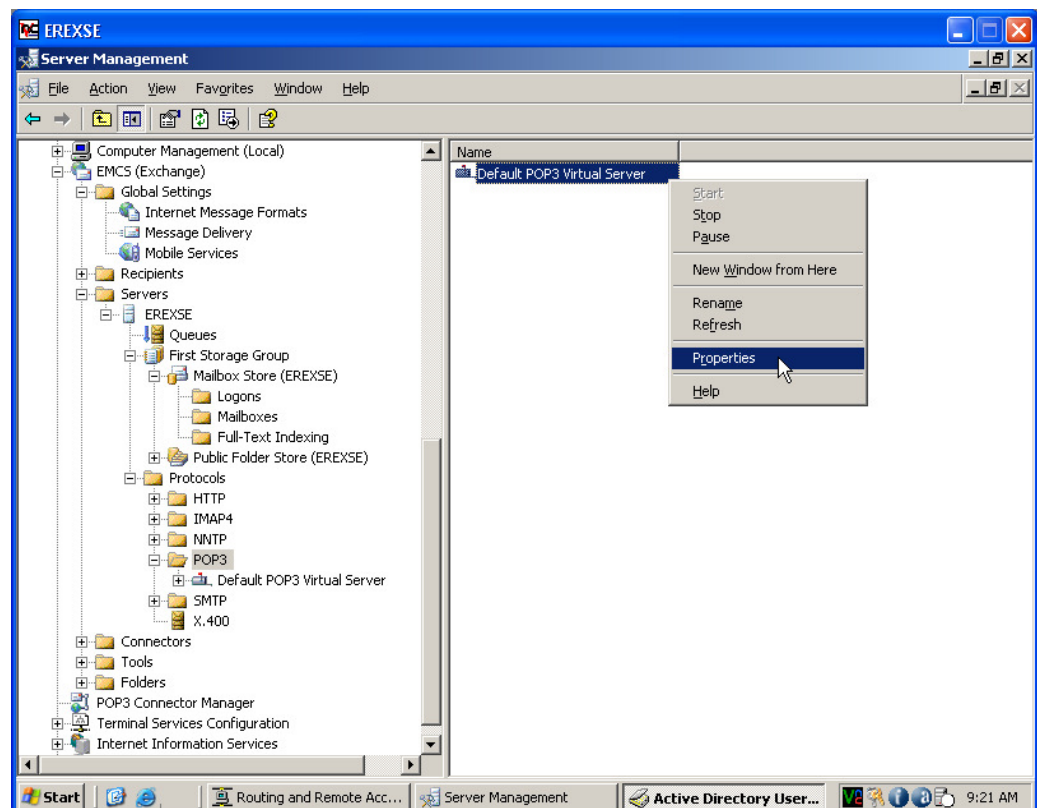 EREXSE
Server Management
File Action View Favorites Window Help
Computer Management (Local)
EMCS (Exchange)
Global Settings
Internet Message Formats
Message Delivery
Mobile Services
Recipients
Servers
EREXSE
Queues
First Storage Group
Mailbox Store (EREXSE)
Logons
Mailboxes
Full-Text Indexing
Public Folder Store (EREXSE)
Protocols
HTTP
IMAP4
NNTP
POP3
Default POP3 Virtual Server
SMTP
X.400
Connectors
Tools
Folders
POP3 Connector Manager
Terminal Services Configuration
Internet Information Services
Name
Default POP3 Virtual Server
Start
Stop
Pause
New Window from Here
Rename
Refresh
Properties
Help
Start Routing and Remote Acc... Server Management Active Directory User... 9:21 AM